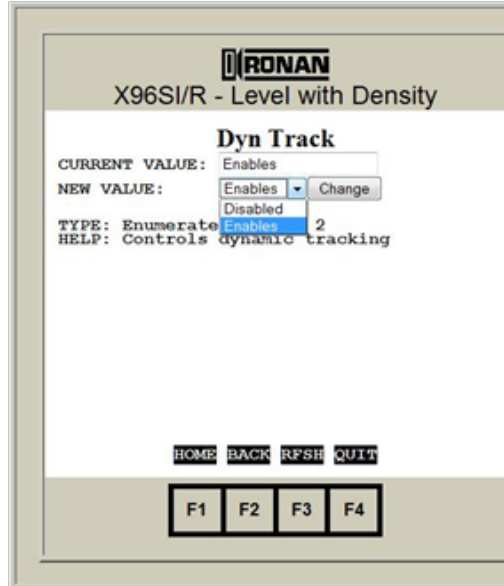 RONAN
X96SI/R - Level with Density
Dyn Track
CURRENT VALUE: Enables
NEW VALUE: Enables Change
Disabled
TYPE: Enumerate Enables 2
HELP: Controls dynamic tracking
HOME BACK RFSH QUIT
F1 F2 F3 F4